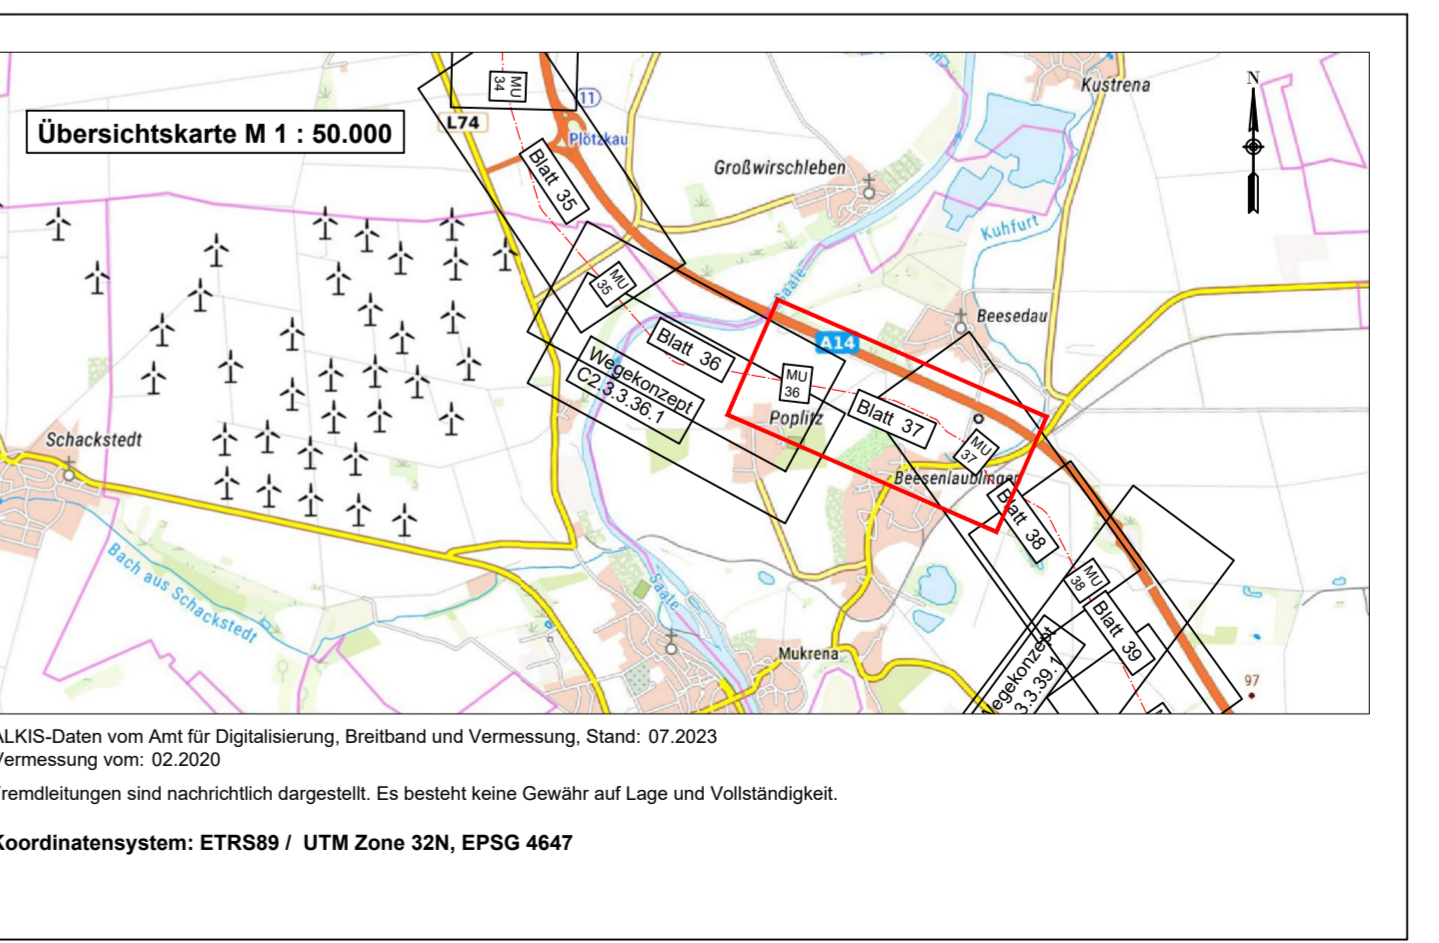 Übersichtskarte M 1 : 50.000
MU
34
L74
11
Plötzkau
Blatt 35
Großwirschleben
Kustrena
N
Kuhfurt
MU
35
Saale
Beesedau
A14
Blatt 36
Wegekonzept
C2.3.3.36.1
MU
36
Poplitz
Blatt 37
MU
37
Schackstedt
Beesenlaublingen
Blatt 38
Bach aus Schackstedt
Saale
MU
38
Blatt 39
Mukrena
97
ALKIS-Daten vom Amt für Digitalisierung, Breitband und Vermessung, Stand: 07.2023
Vermessung vom: 02.2020
Fremdleitungen sind nachrichtlich dargestellt. Es besteht keine Gewähr auf Lage und Vollständigkeit.
Koordinatensystem: ETRS89 / UTM Zone 32N, EPSG 4647